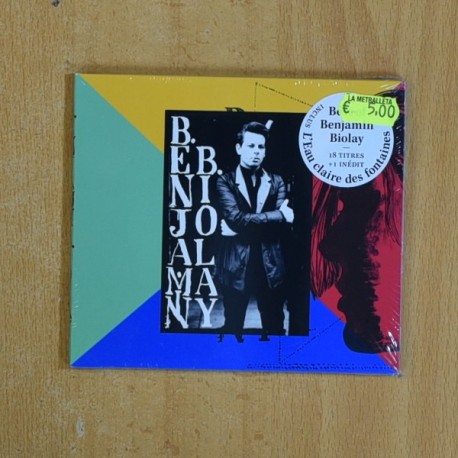 BENJAMIN
BIOLAY
LA METRALLETA
€ 5,00
Be
Benjamin
Biolay
18 TITRES
+1 INÉDIT
INCLUS L'Eau claire des fontaines